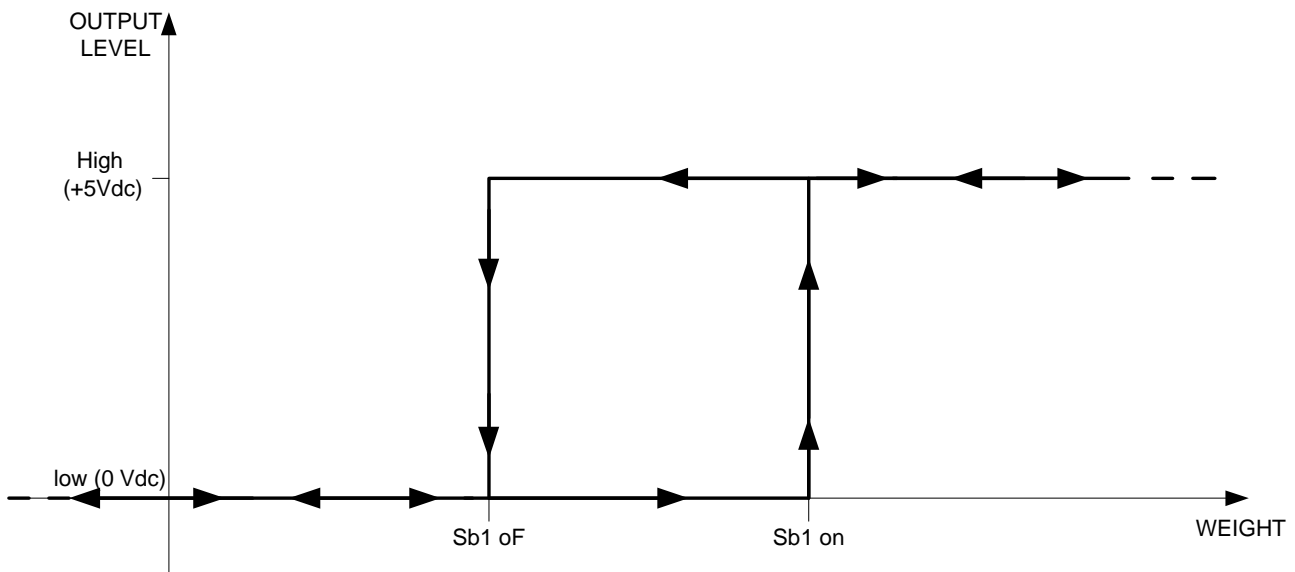 OUTPUT
LEVEL
High
(+5Vdc)
low (0 Vdc)
Sb1 oF
Sb1 on
WEIGHT